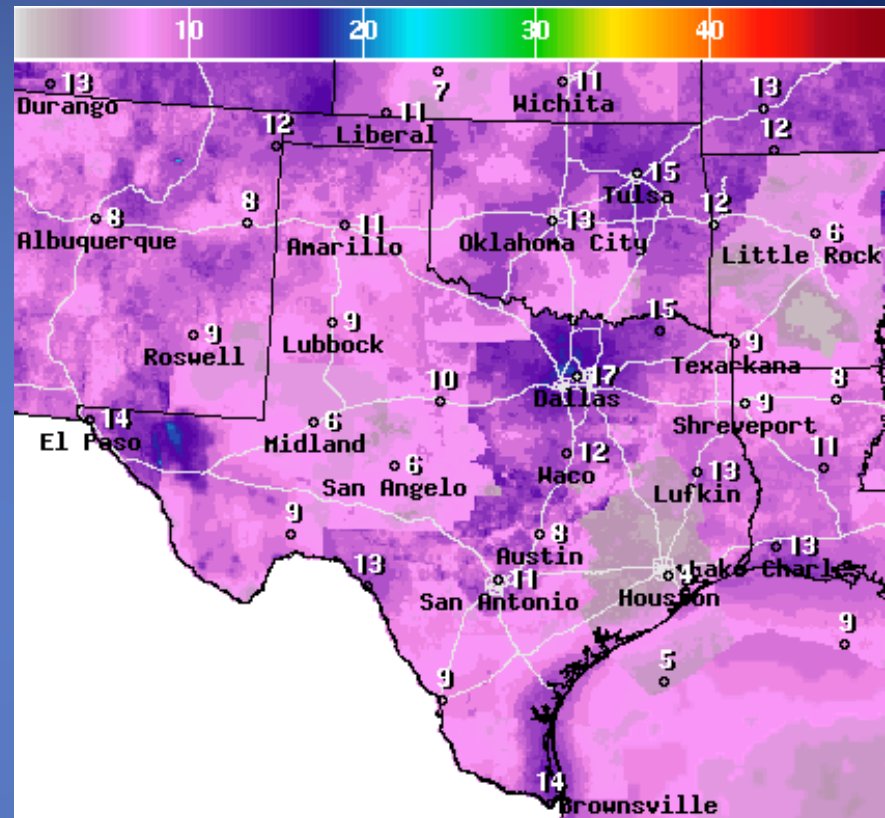 10 20 30 40
13
Durango
7
11
Wichita
11
Liberal
13
12
12
15
Tulsa
8
Albuquerque
8
11
Amarillo
13
Oklahoma City
12
6
Little Rock
9
Roswell
9
Lubbock
15
9
Texarkana
17
Dallas
10
8
9
Shreveport
14
El Paso
6
Midland
6
San Angelo
12
Waco
13
Lufkin
11
9
8
Austin
13
Lake Charles
13
11
San Antonio
4
Houston
9
5
9
14
Brownsville